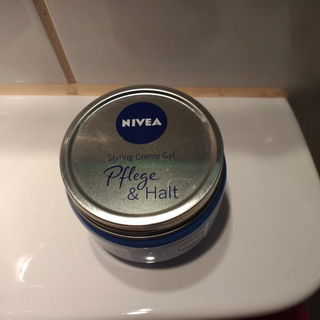 NIVEA
Styling Creme Gel
Pflege
& Halt